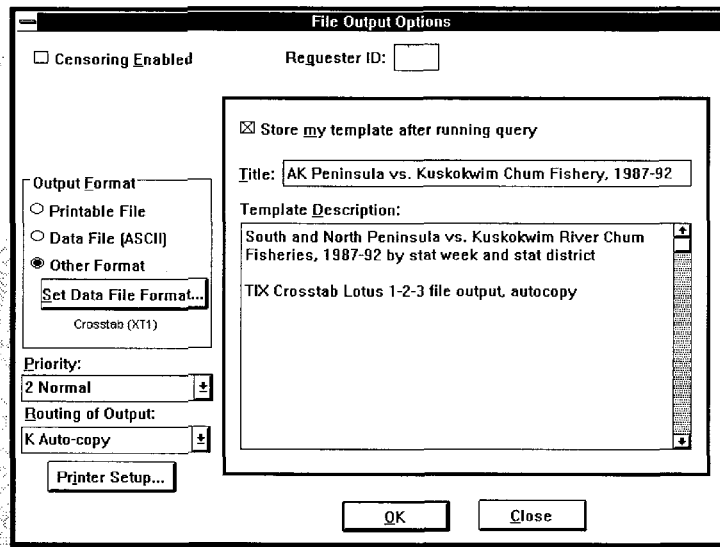 File Output Options
Censoring Enabled
Requester ID:
Store my template after running query
Title: AK Peninsula vs. Kuskokwim Chum Fishery, 1987-92
Template Description:
South and North Peninsula vs. Kuskokwim River Chum
Fisheries, 1987-92 by stat week and stat district
TIX Crosstab Lotus 1-2-3 file output, autocopy
Output Format
Printable File
Data File (ASCII)
Other Format
Set Data File Format...
Crosstab (XT1)
Priority:
2 Normal
Routing of Output:
K Auto-copy
Printer Setup...
OK
Close